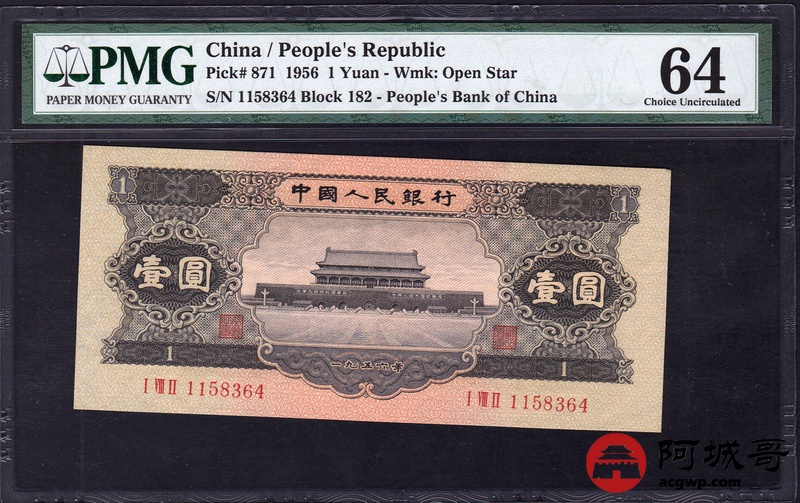 PMG
PAPER MONEY GUARANTY
China / People's Republic
Pick# 871 1956 1 Yuan - Wmk: Open Star
S/N 1158364 Block 182 - People's Bank of China
64
Choice Uncirculated
中國人民銀行
1
1
壹圓
壹圓
1
一九五六年
1
I VIII II 1158364
I VIII II 1158364
阿城哥
acgwp.com